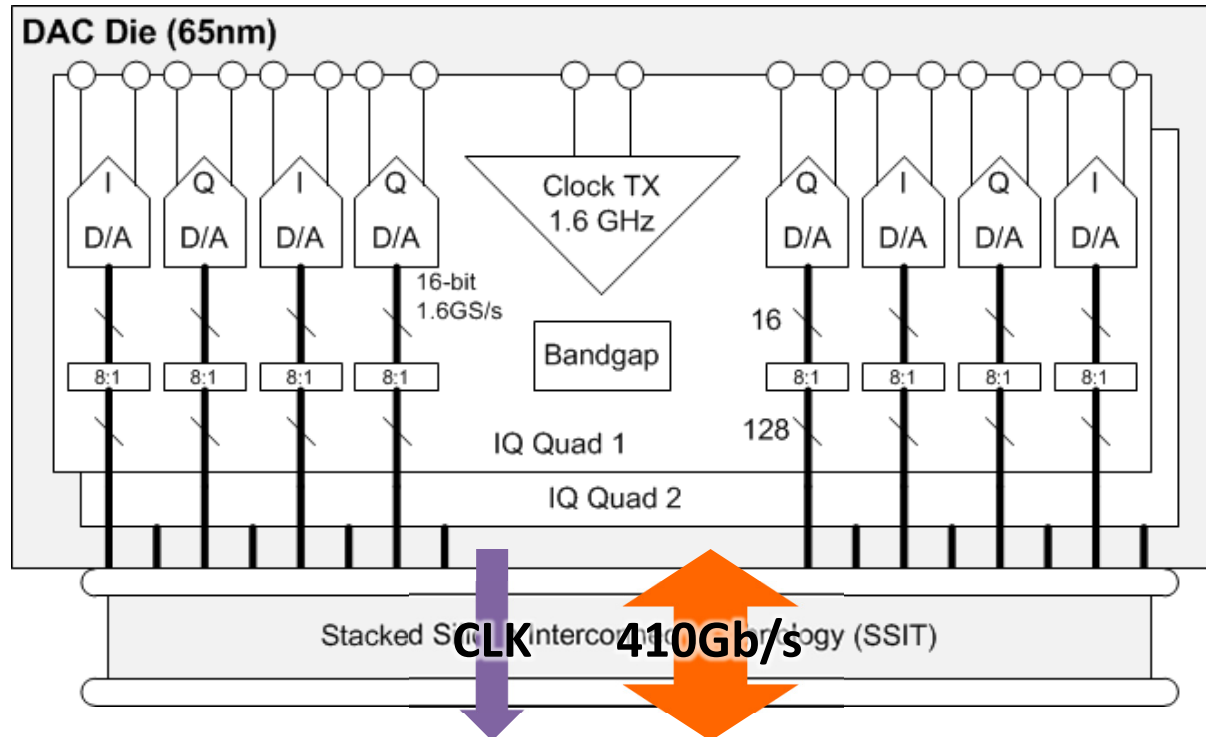 DAC Die (65nm)
I Q I Q
Clock TX
1.6 GHz
Q I Q I
D/A D/A D/A D/A
D/A D/A D/A D/A
16-bit
1.6GS/s
16
Bandgap
8:1 8:1 8:1 8:1
8:1 8:1 8:1 8:1
128
IQ Quad 1
IQ Quad 2
Stacked (SSIT)
CLK
410Gb/s